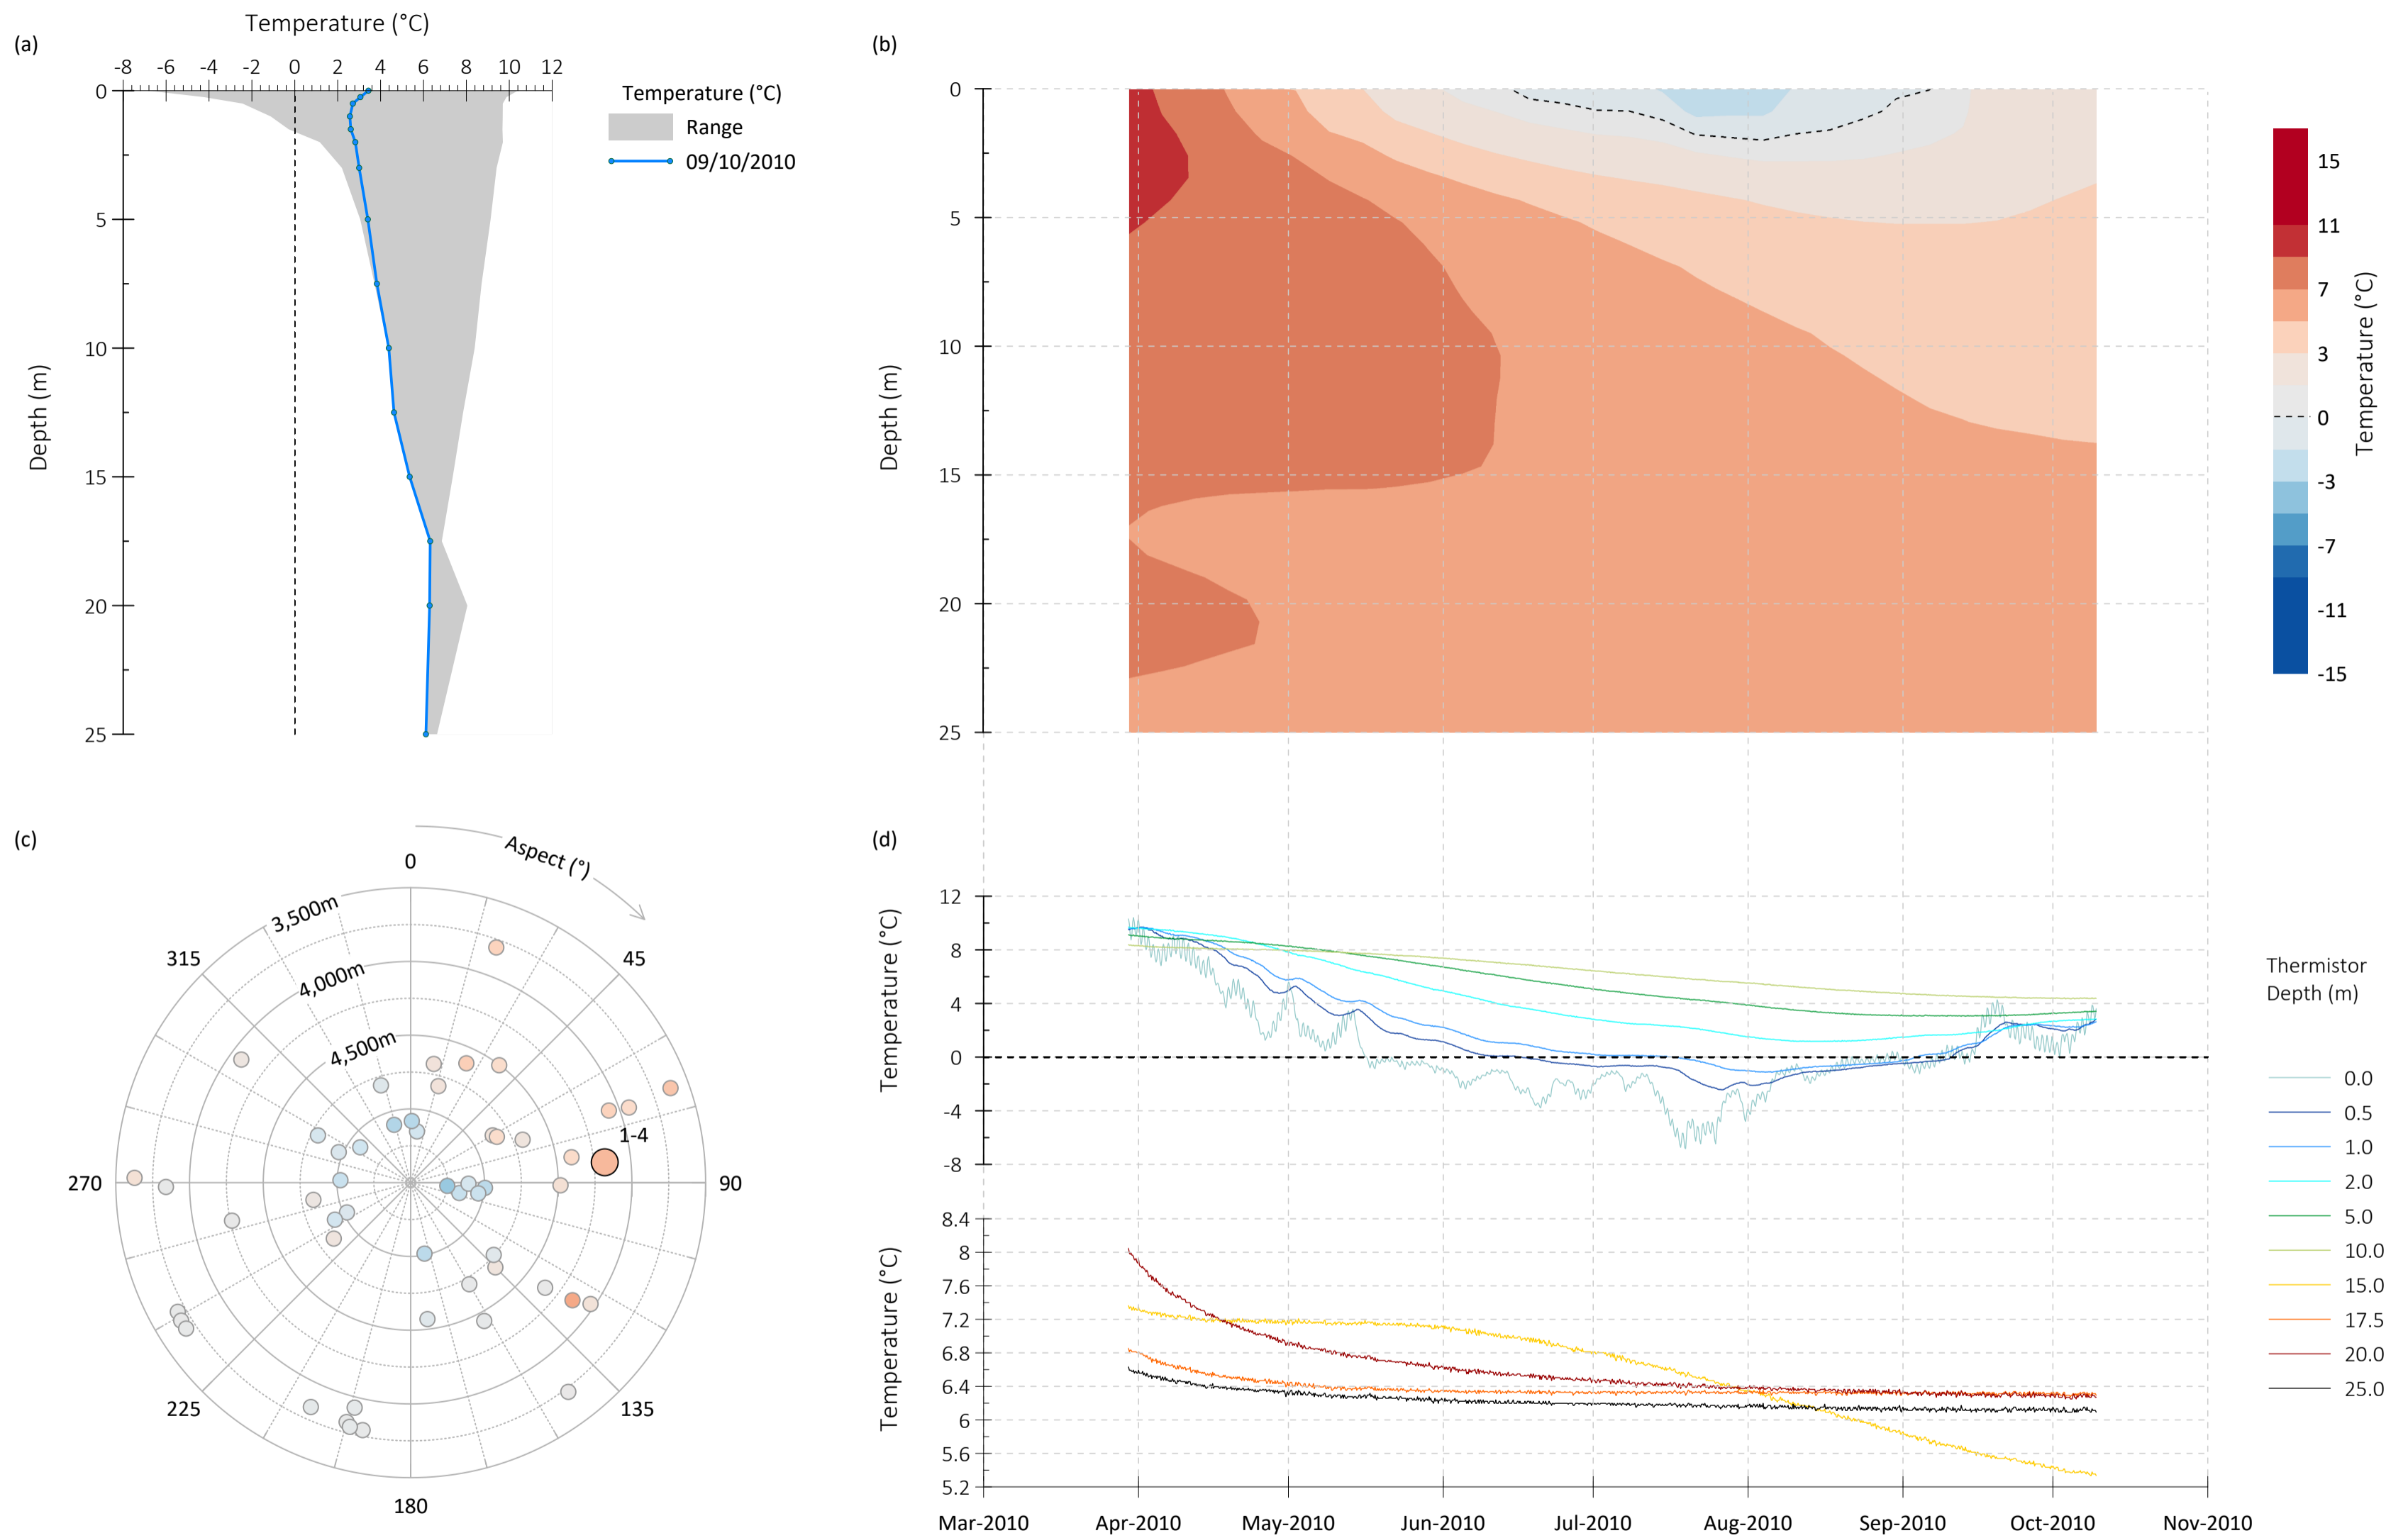 (a)
Temperature (°C)
-8 -6 -4 -2 0 2 4 6 8 10 12
0
5
10
15
20
25
Depth (m)
Temperature (°C)
Range
09/10/2010
(b)
0
5
10
15
20
25
Depth (m)
15
11
7
3
0
-3
-7
-11
-15
Temperature (°C)
(c)
Aspect (°)
0
45
90
135
180
225
270
315
3,500m
4,000m
4,500m
1-4
(d)
12
8
4
0
-4
-8
Temperature (°C)
8.4
8
7.6
7.2
6.8
6.4
6
5.6
5.2
Temperature (°C)
Mar-2010 Apr-2010 May-2010 Jun-2010 Jul-2010 Aug-2010 Sep-2010 Oct-2010 Nov-2010
Thermistor
Depth (m)
0.0
0.5
1.0
2.0
5.0
10.0
15.0
17.5
20.0
25.0